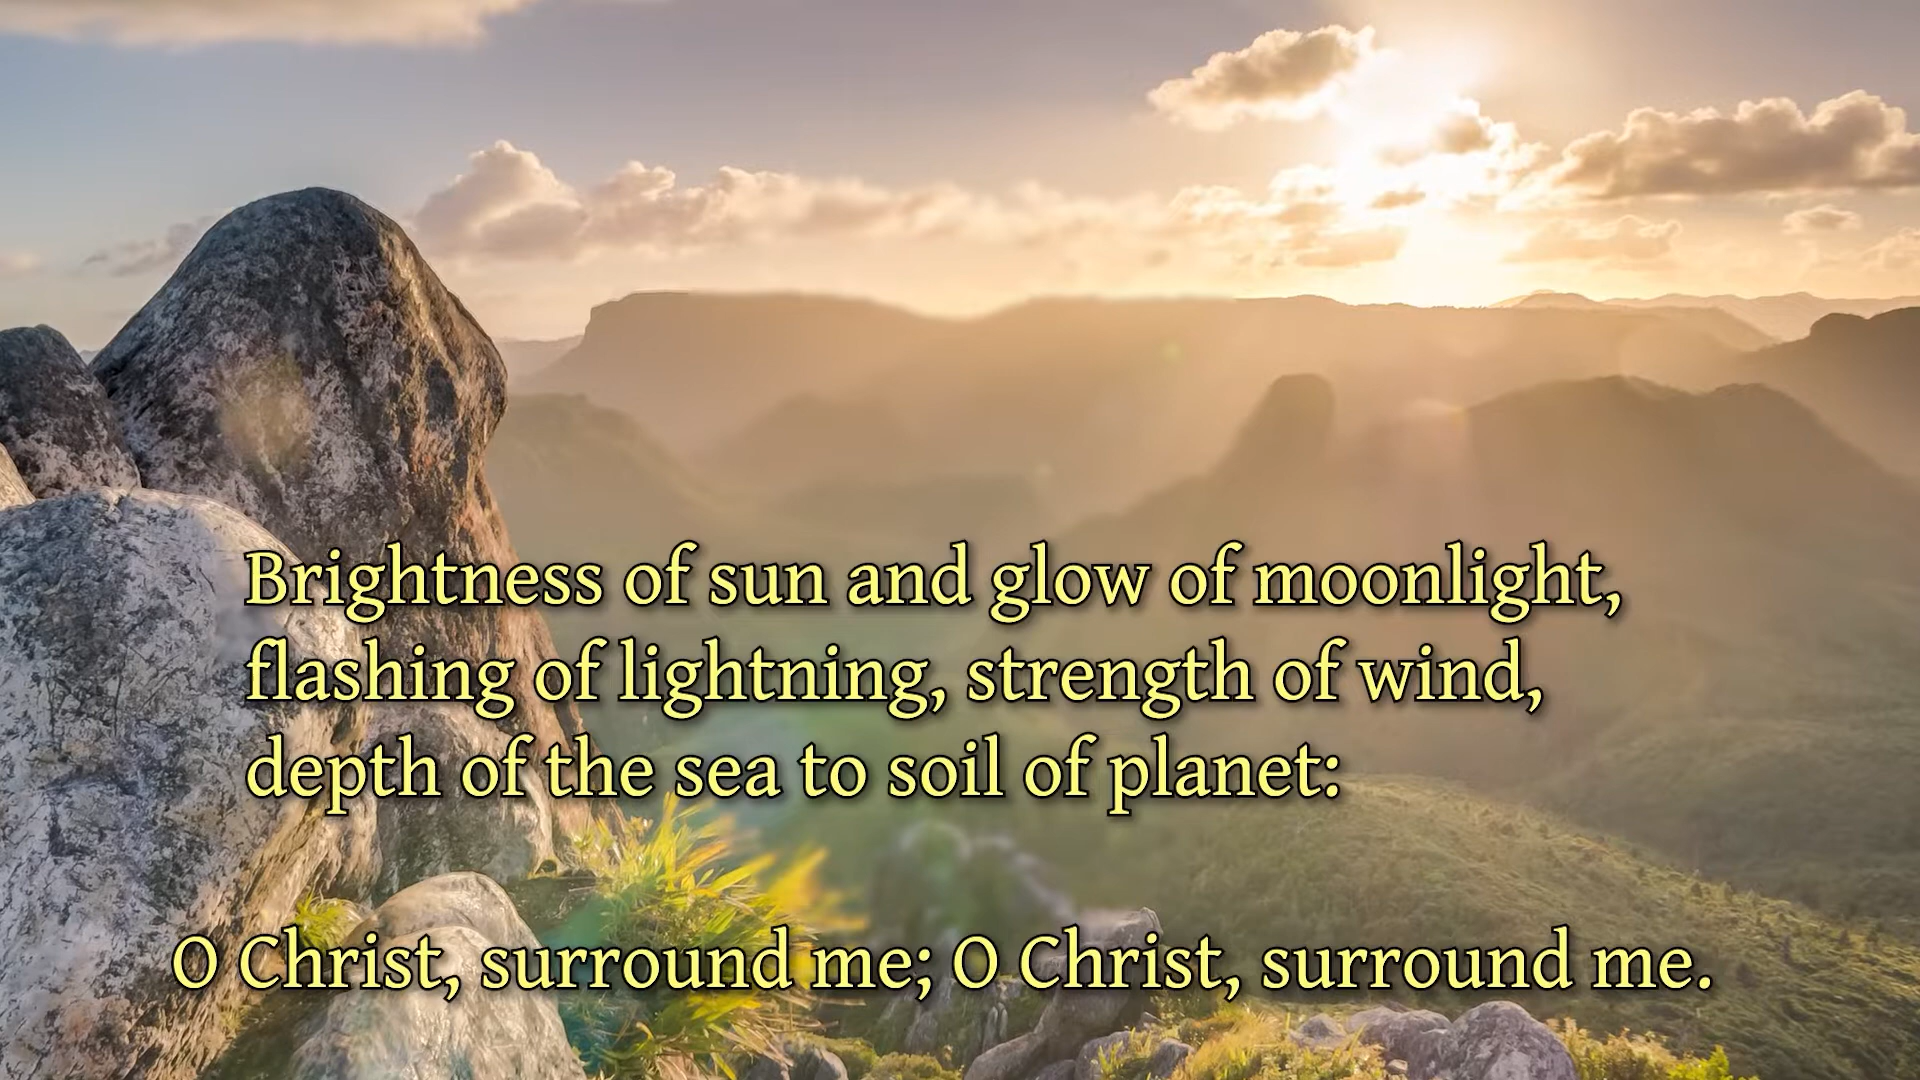 Brightness of sun and glow of moonlight,
flashing of lightning, strength of wind,
depth of the sea to soil of planet:
O Christ, surround me; O Christ, surround me.